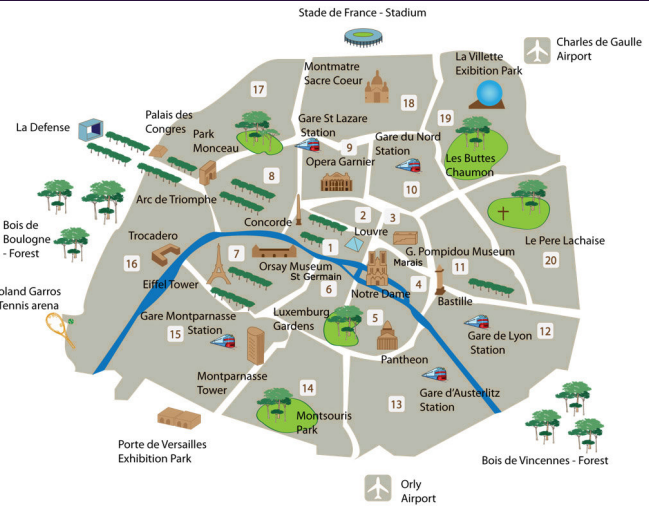 Stade de France - Stadium
Charles de Gaulle
Airport
La Villette
Exibition Park
Montmatre
Sacre Coeur
17
18
19
La Defense
Palais des
Congres
Park
Monceau
Gare St Lazare
Station
9
Gare du Nord
Station
Opera Garnier
Les Buttes
Chaumon
8
10
Arc de Triomphe
Concorde
2
3
Louvre
Le Pere Lachaise
Bois de
Boulogne
- Forest
Trocadero
16
7
1
Orsay Museum
St Germain
G. Pompidou Museum
Marais
11
20
Eiffel Tower
6
Notre Dame
4
Bastille
oland Garros
Tennis arena
Gare Montparnasse
Station
15
Luxemburg
Gardens
5
Pantheon
Gare de Lyon
Station
12
Montparnasse
Tower
14
Montsouris
Park
13
Gare d'Austerlitz
Station
Porte de Versailles
Exhibition Park
Bois de Vincennes - Forest
Orly
Airport